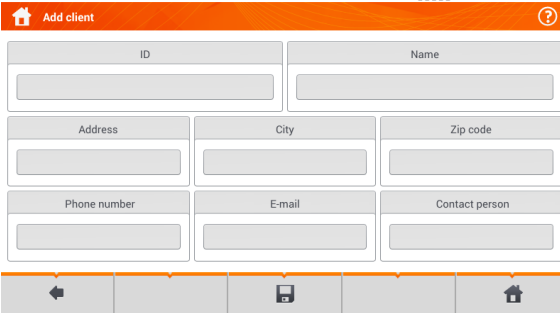 Add client
?
ID
Name
Address
City
Zip code
Phone number
E-mail
Contact person